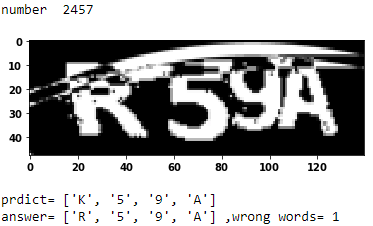 number  2457
0
10
20
30
40
R59A
0 20 40 60 80 100 120
prdict= ['K', '5', '9', 'A']
answer= ['R', '5', '9', 'A'] ,wrong words= 1